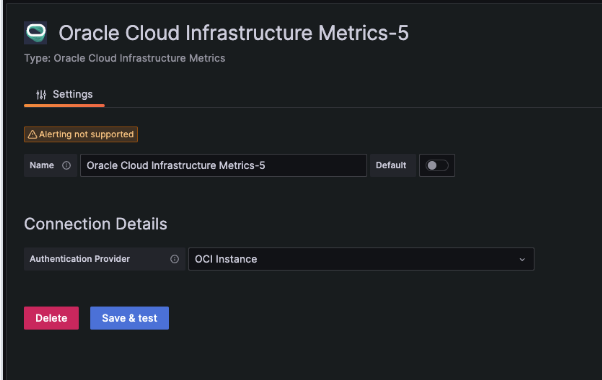 Oracle Cloud Infrastructure Metrics-5
Type: Oracle Cloud Infrastructure Metrics
Settings
Alerting not supported
Name Oracle Cloud Infrastructure Metrics-5 Default
Connection Details
Authentication Provider OCI Instance
Delete Save & test